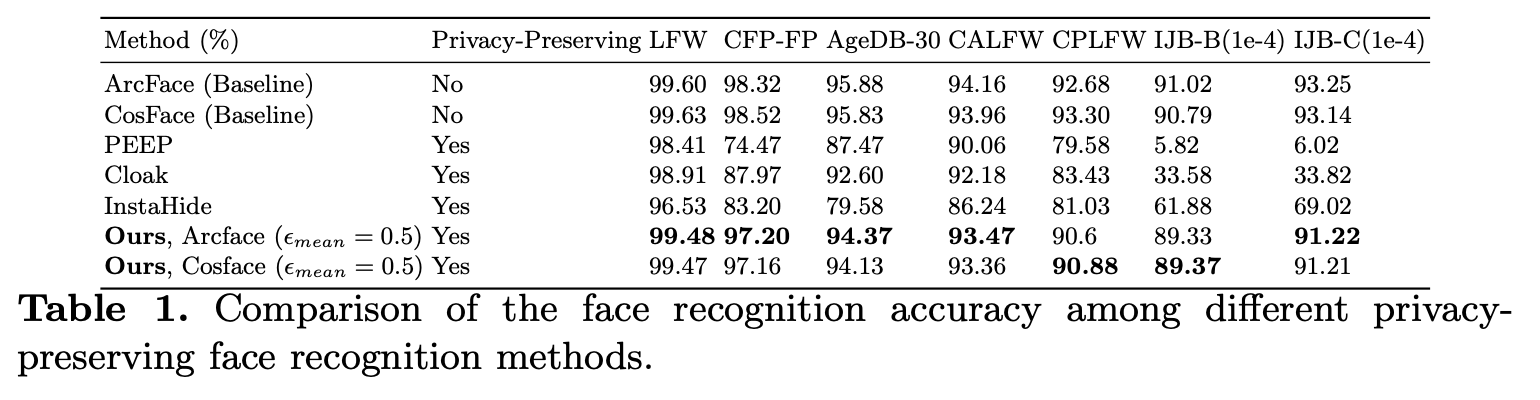 Method (%) Privacy-Preserving LFW CFP-FP AgeDB-30 CALFW CPLFW IJB-B(1e-4) IJB-C(1e-4)
ArcFace (Baseline) No 99.60 98.32 95.88 94.16 92.68 91.02 93.25
CosFace (Baseline) No 99.63 98.52 95.83 93.96 93.30 90.79 93.14
PEEP Yes 98.41 74.47 87.47 90.06 79.58 5.82 6.02
Cloak Yes 98.91 87.97 92.60 92.18 83.43 33.58 33.82
InstaHide Yes 96.53 83.20 79.58 86.24 81.03 61.88 69.02
Ours, Arcface (ϵmean = 0.5) Yes 99.48 97.20 94.37 93.47 90.6 89.33 91.22
Ours, Cosface (ϵmean = 0.5) Yes 99.47 97.16 94.13 93.36 90.88 89.37 91.21
Table 1. Comparison of the face recognition accuracy among different privacy-
preserving face recognition methods.